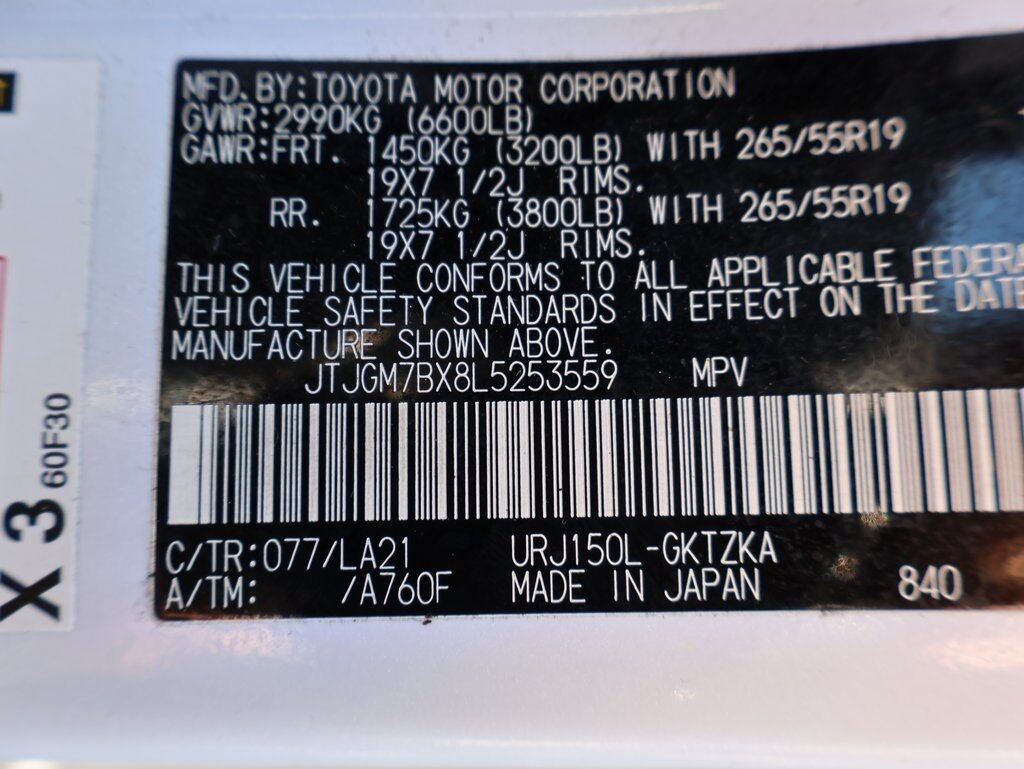 MFD. BY: TOYOTA MOTOR CORPORATION
GVWR: 2990KG (6600LB)
GAWR: FRT. 1450KG (3200LB) WITH 265/55R19
19X7 1/2J RIMS.
RR. 1725KG (3800LB) WITH 265/55R19
19X7 1/2J RIMS.
THIS VEHICLE CONFORMS TO ALL APPLICABLE FEDERA
VEHICLE SAFETY STANDARDS IN EFFECT ON THE DATE
MANUFACTURE SHOWN ABOVE.
JTJGM7BX8L5253559 MPV
C/TR: 077/LA21 URJ150L-GKTZKA
A/TM: /A760F MADE IN JAPAN 840
X 3 60F30